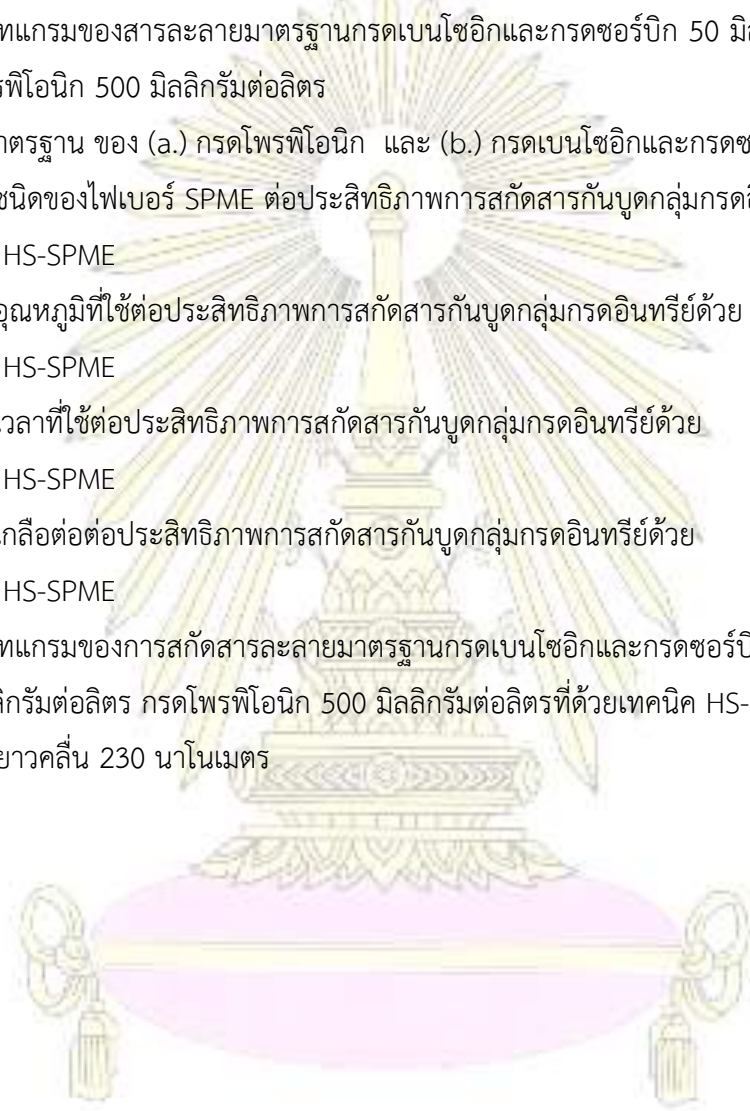 ทแกรมของสารละลายมาตรฐานกรดเบนโซอิกและกรดซอร์บิก 50 มิล
รพิโอนิก 500 มิลลิกรัมต่อลิตร
าตรฐาน ของ (a.) กรดโพรพิโอนิก และ (b.) กรดเบนโซอิกและกรดซ
ชนิดของไฟเบอร์ SPME ต่อประสิทธิภาพการสกัดสารกันบูดกลุ่มกรดอิ
HS-SPME
อุณหภูมิที่ใช้ต่อประสิทธิภาพการสกัดสารกันบูดกลุ่มกรดอินทรีย์ด้วย
HS-SPME
เวลาที่ใช้ต่อประสิทธิภาพการสกัดสารกันบูดกลุ่มกรดอินทรีย์ด้วย
HS-SPME
เกลือต่อต่อประสิทธิภาพการสกัดสารกันบูดกลุ่มกรดอินทรีย์ด้วย
HS-SPME
ทแกรมของการสกัดสารละลายมาตรฐานกรดเบนโซอิกและกรดซอร์บิ
ลิกรัมต่อลิตร กรดโพรพิโอนิก 500 มิลลิกรัมต่อลิตรที่ด้วยเทคนิค HS-
ยาวคลื่น 230 นาโนเมตร